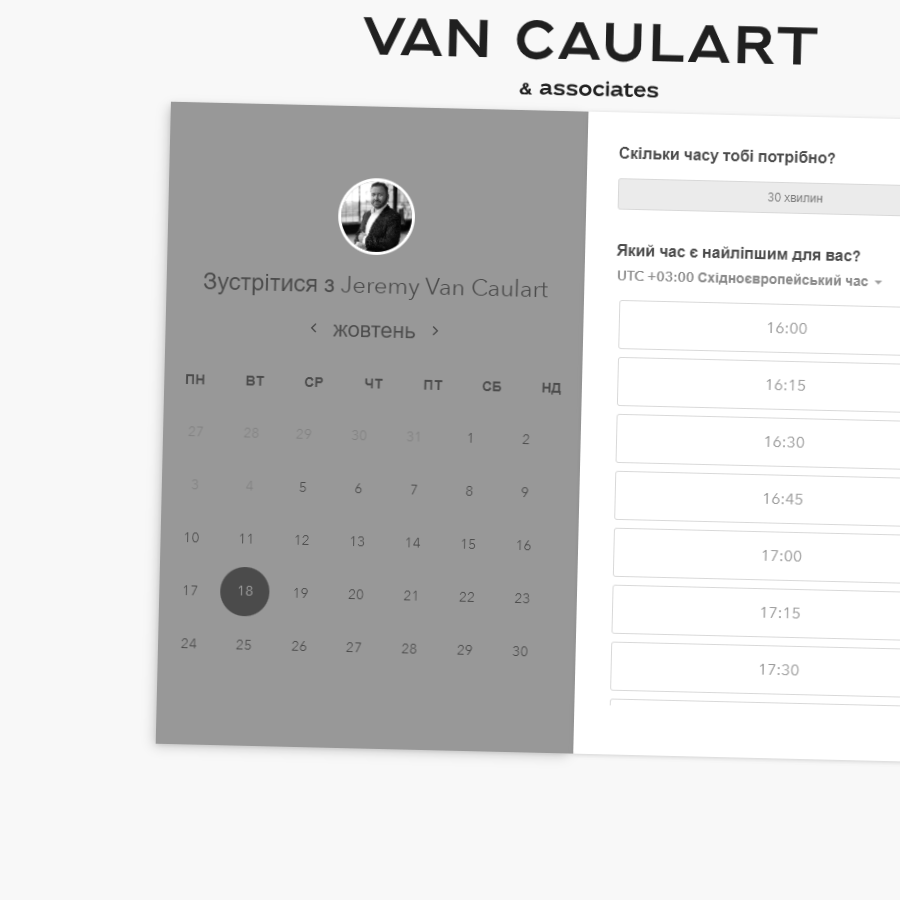 VAN CAULART
& associates
Зустрітися з Jeremy Van Caulart
‹ жовтень ›
ПН ВТ СР ЧТ ПТ СБ НД
27 28 29 30 31 1 2
3 4 5 6 7 8 9
10 11 12 13 14 15 16
17 18 19 20 21 22 23
24 25 26 27 28 29 30
Скільки часу тобі потрібно?
30 хвилин
Який час є найліпшим для вас?
UTC +03:00 Східноєвропейський час
16:00
16:15
16:30
16:45
17:00
17:15
17:30